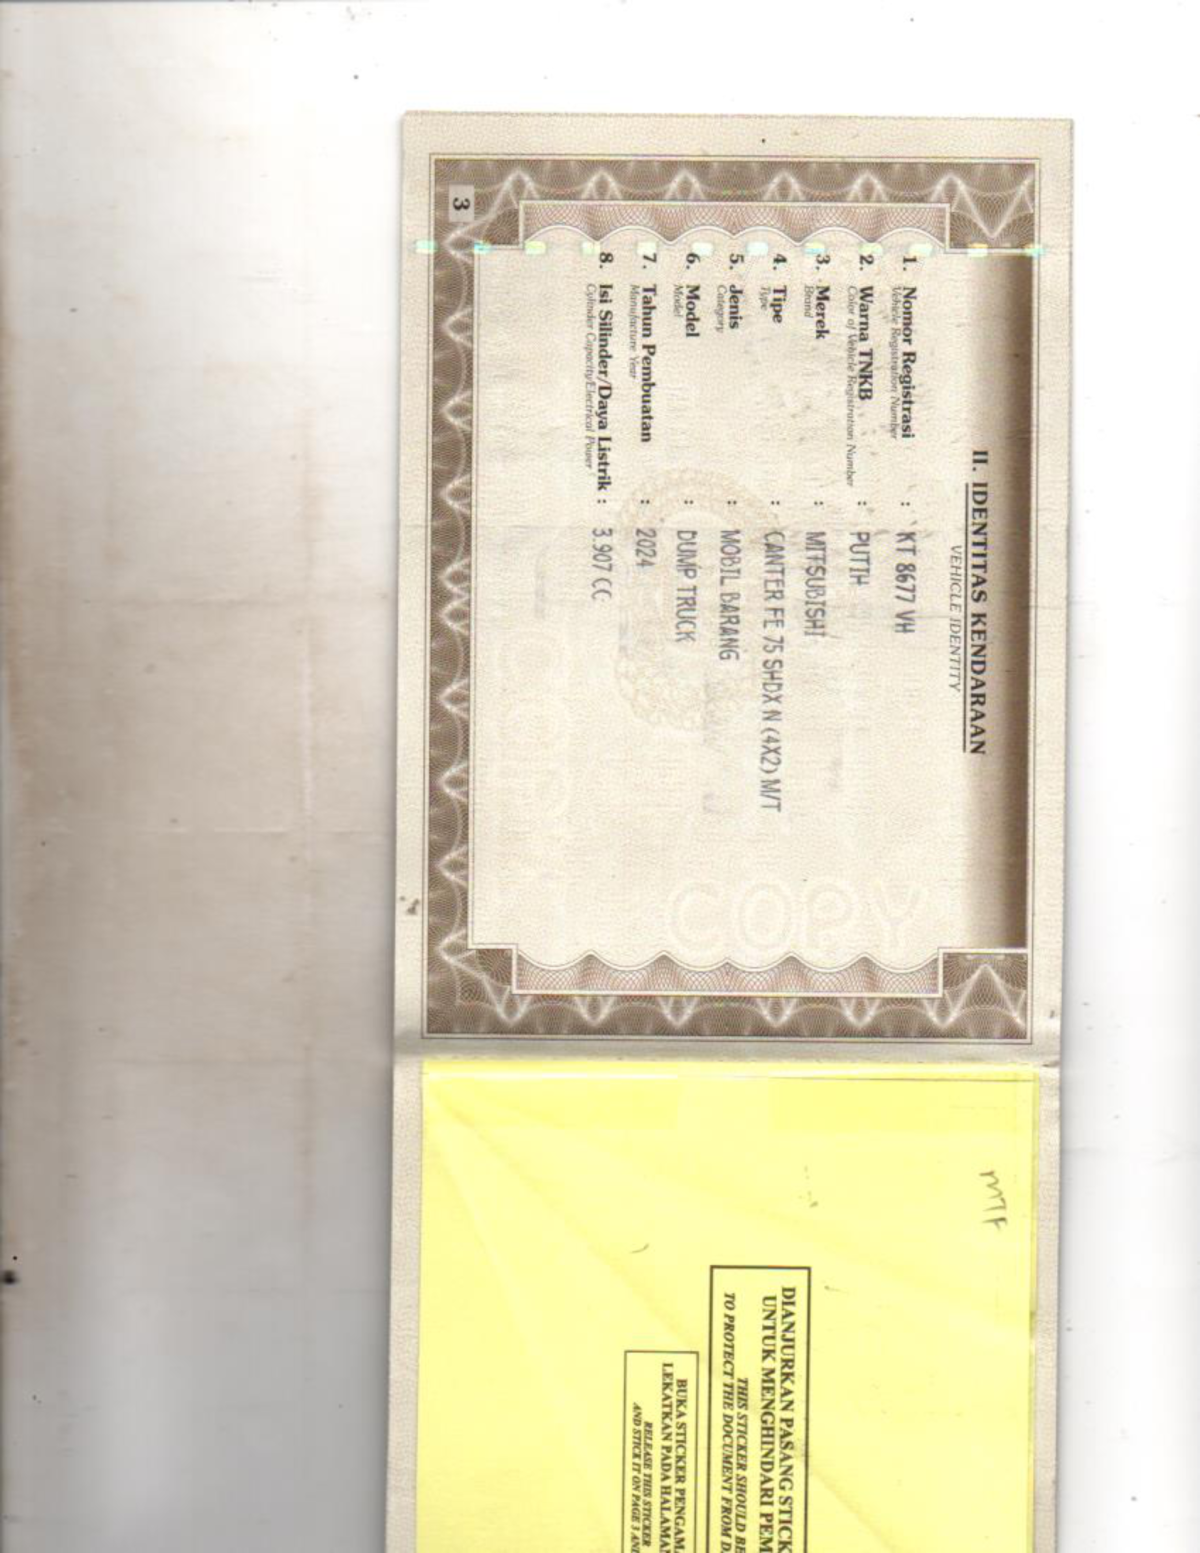 II. IDENTITAS KENDARAAN
VEHICLE IDENTITY
1. Nomor Registrasi : KT 8677 VH
Vehicle Registration Number
2. Warna TNKB : PUTIH
Color of Vehicle Registration Number
3. Merek : MITSUBISHI
Brand
4. Tipe : CANTER FE 75 SHDX N (4X2) M/T
Type
5. Jenis : MOBIL BARANG
Category
6. Model : DUMP TRUCK
Model
7. Tahun Pembuatan : 2024
Manufacture Year
8. Isi Silinder/Daya Listrik : 3.907 CC
Cylinder Capacity/Electrical Power
COPY
3
MTF
DIANJURKAN PASANG STICK
UNTUK MENGHINDARI PEM
THIS STICKER SHOULD BE
TO PROTECT THE DOCUMENT FROM D
BUKA STICKER PENGAM
LEKATKAN PADA HALAMA
RELEASE THIS STICKER
AND STICK IT ON PAGE 3 AN